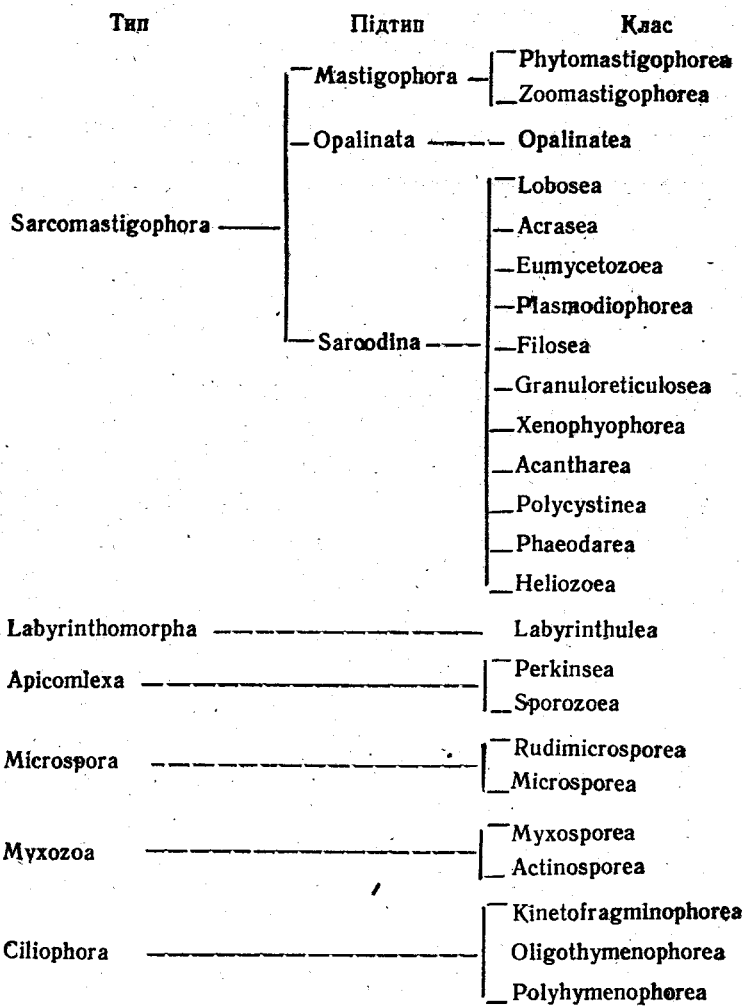 Тип Підтип Клас
Phytomastigophorea
Mastigophora
Zoomastigophorea
Opalinata Opalinatea
Lobosea
Sarcomastigophora Acrasea
Eumycetozoea
Plasmodiophorea
Sarcodina Filosea
Granuloreticulosea
Xenophyophorea
Acantharea
Polycystinea
Phaeodarea
Heliozoea
Labyrinthomorpha Labyrinthulea
Perkinsea
Apicomlexa
Sporozoea
Rudimicrosporea
Microspora
Microsporea
Myxosporea
Myxozoa
Actinosporea
Kinetofragminophorea
Ciliophora Oligothymenophorea
Polyhymenophorea